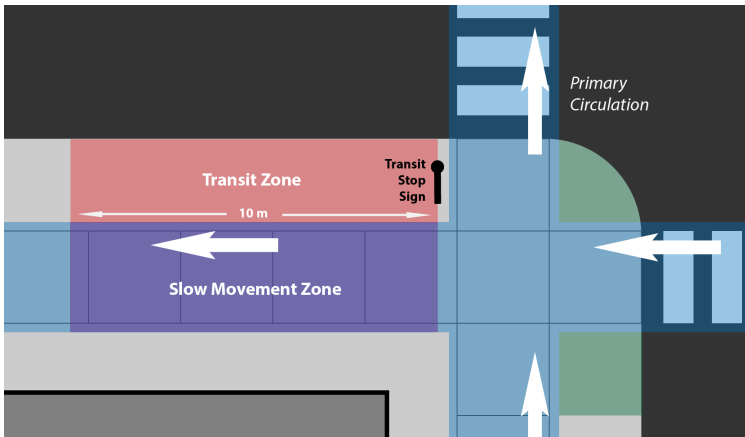 Primary
Circulation
Transit
Stop
Sign
Transit Zone
10 m
Slow Movement Zone